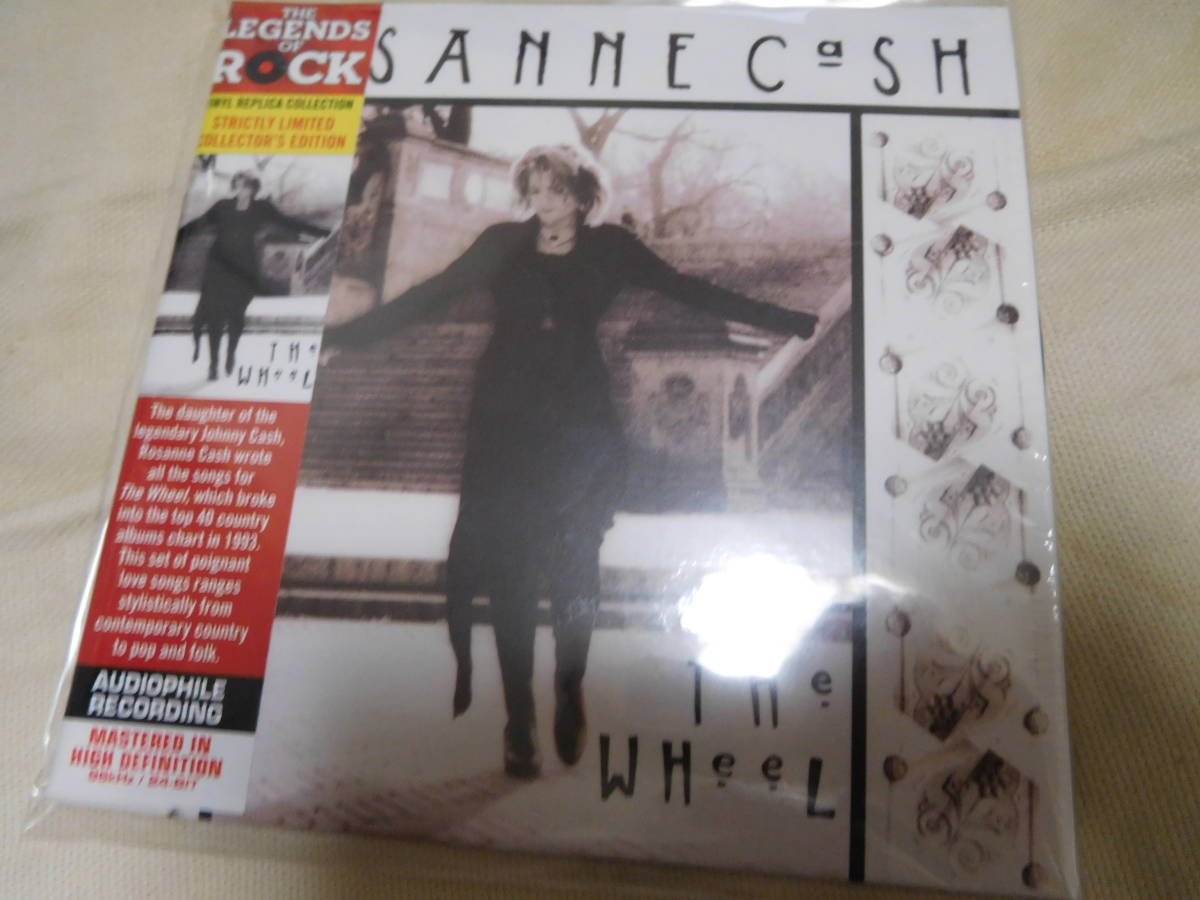 THE
LEGENDS
OF
ROCK
VINYL REPLICA COLLECTION
STRICTLY LIMITED
COLLECTOR'S EDITION
SANNE CaSH
THe
WHeeL
The daughter of the
legendary Johnny Cash,
Rosanne Cash wrote
all the songs for
The Wheel, which broke
into the top 40 country
albums chart in 1993.
This set of poignant
love songs ranges
stylistically from
contemporary country
to pop and folk.
AUDIOPHILE
RECORDING
MASTERED IN
HIGH DEFINITION
THe
WHeeL